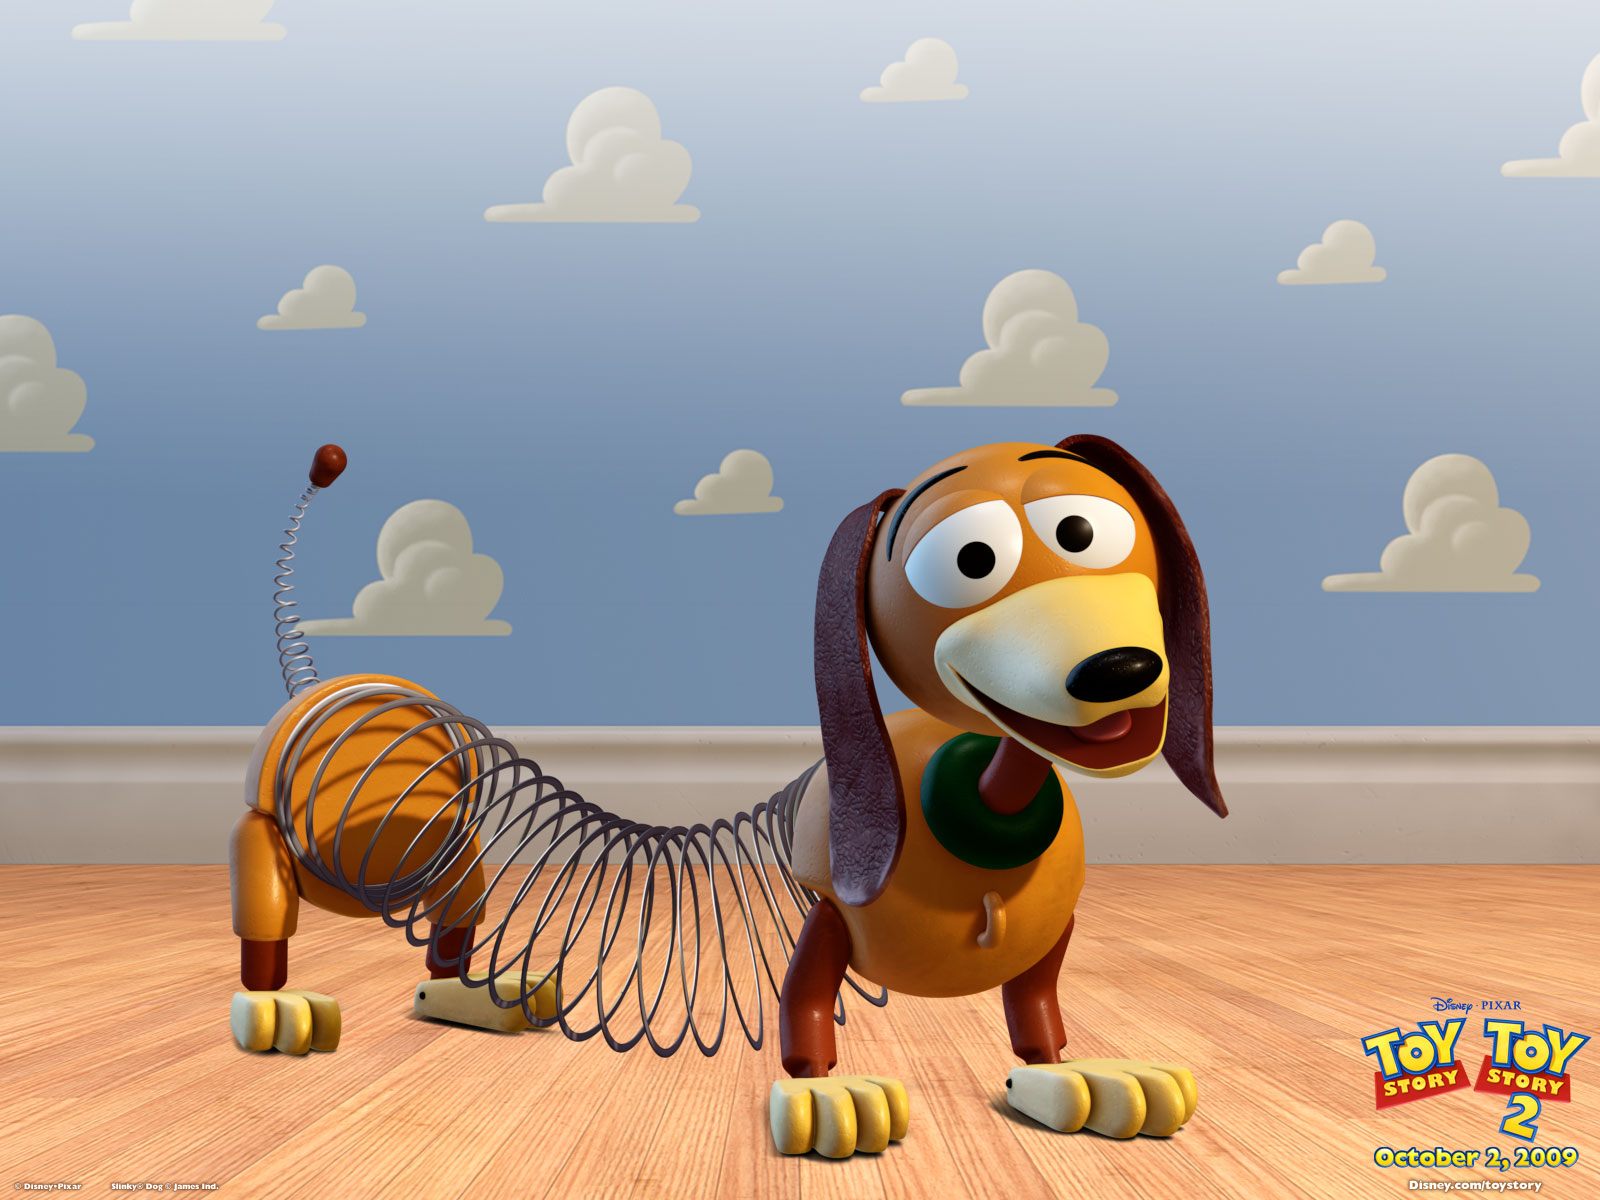 Disney · PIXAR
TOY STORY
TOY STORY 2
October 2, 2009
Disney.com/toystory
© Disney•Pixar
Slinky® Dog © James Ind.